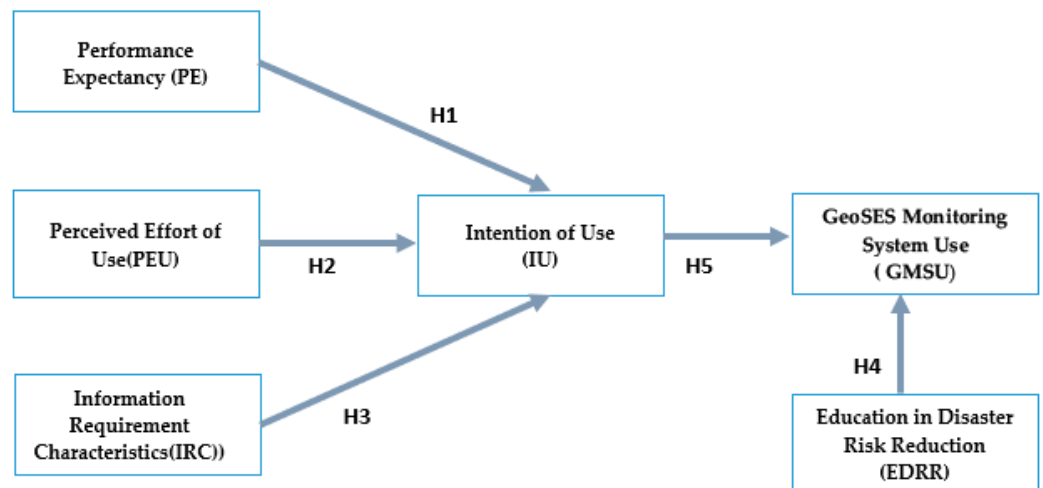 Performance
Expectancy (PE)
H1
Perceived Effort of
Use(PEU)
H2
Intention of Use
(IU)
H5
GeoSES Monitoring
System Use
( GMSU)
Information
Requirement
Characteristics(IRC))
H3
H4
Education in Disaster
Risk Reduction
(EDRR)